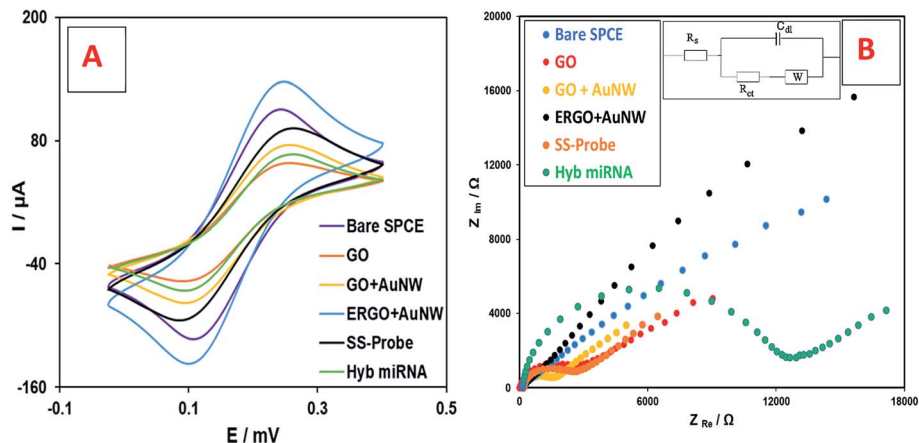 A
200
80
-40
-160
I / µA
-0.1
0.1
0.3
0.5
E / mV
Bare SPCE
GO
GO+AuNW
ERGO+AuNW
SS-Probe
Hyb miRNA
B
20000
16000
12000
8000
4000
0
Z Im / Ω
0
6000
12000
18000
Z Re / Ω
Bare SPCE
GO
GO + AuNW
ERGO+AuNW
SS-Probe
Hyb miRNA
Rs
Cdl
Rct
W